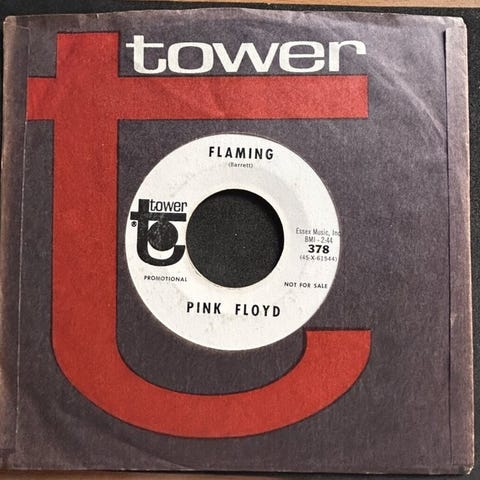 tower
FLAMING
(Barrett)
tower
®
Essex Music, Inc.
BMI - 2:44
378
(45-X-61544)
PROMOTIONAL
NOT FOR SALE
PINK FLOYD